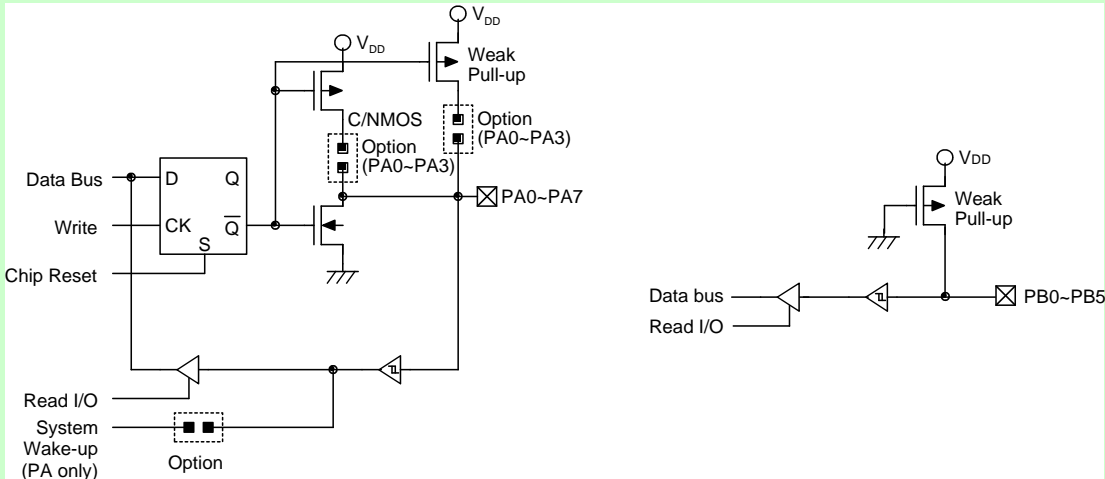 VDD
VDD
Weak
Pull-up
C/NMOS
Option
(PA0~PA3)
Option
(PA0~PA3)
Data Bus
D
Q
PA0~PA7
Write
CK
Q
S
Chip Reset
Read I/O
System
Wake-up
(PA only)
Option
VDD
Weak
Pull-up
Data bus
PB0~PB5
Read I/O